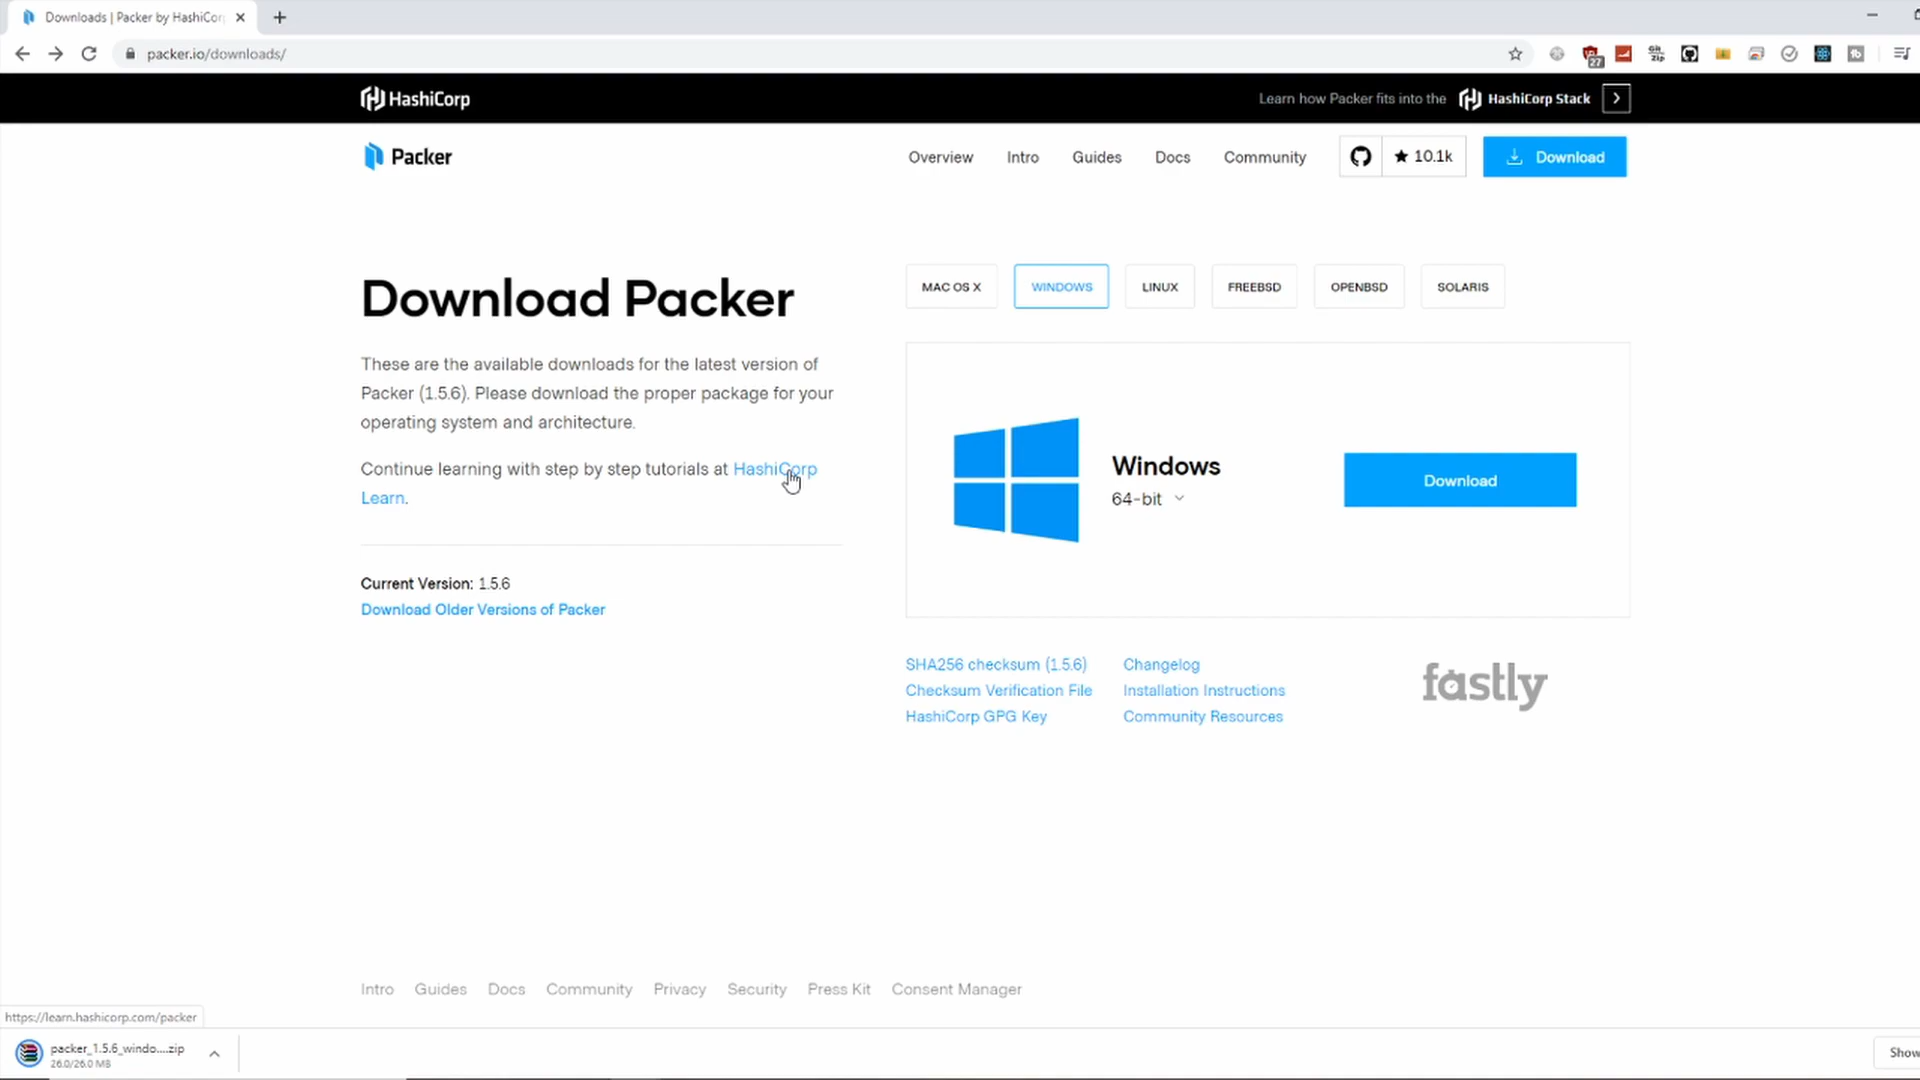 Downloads | Packer by HashiCorp
packer.io/downloads/
27
HashiCorp
Learn how Packer fits into the HashiCorp Stack
Packer
Overview Intro Guides Docs Community 10.1k Download
Download Packer
These are the available downloads for the latest version of
Packer (1.5.6). Please download the proper package for your
operating system and architecture.
Continue learning with step by step tutorials at HashiCorp
Learn.
Current Version: 1.5.6
Download Older Versions of Packer
MAC OS X WINDOWS LINUX FREEBSD OPENBSD SOLARIS
Windows
64-bit
Download
SHA256 checksum (1.5.6)
Checksum Verification File
HashiCorp GPG Key
Changelog
Installation Instructions
Community Resources
fastly
Intro Guides Docs Community Privacy Security Press Kit Consent Manager
https://learn.hashicorp.com/packer
packer_1.5.6_windo....zip
26.0/26.0 MB
Show